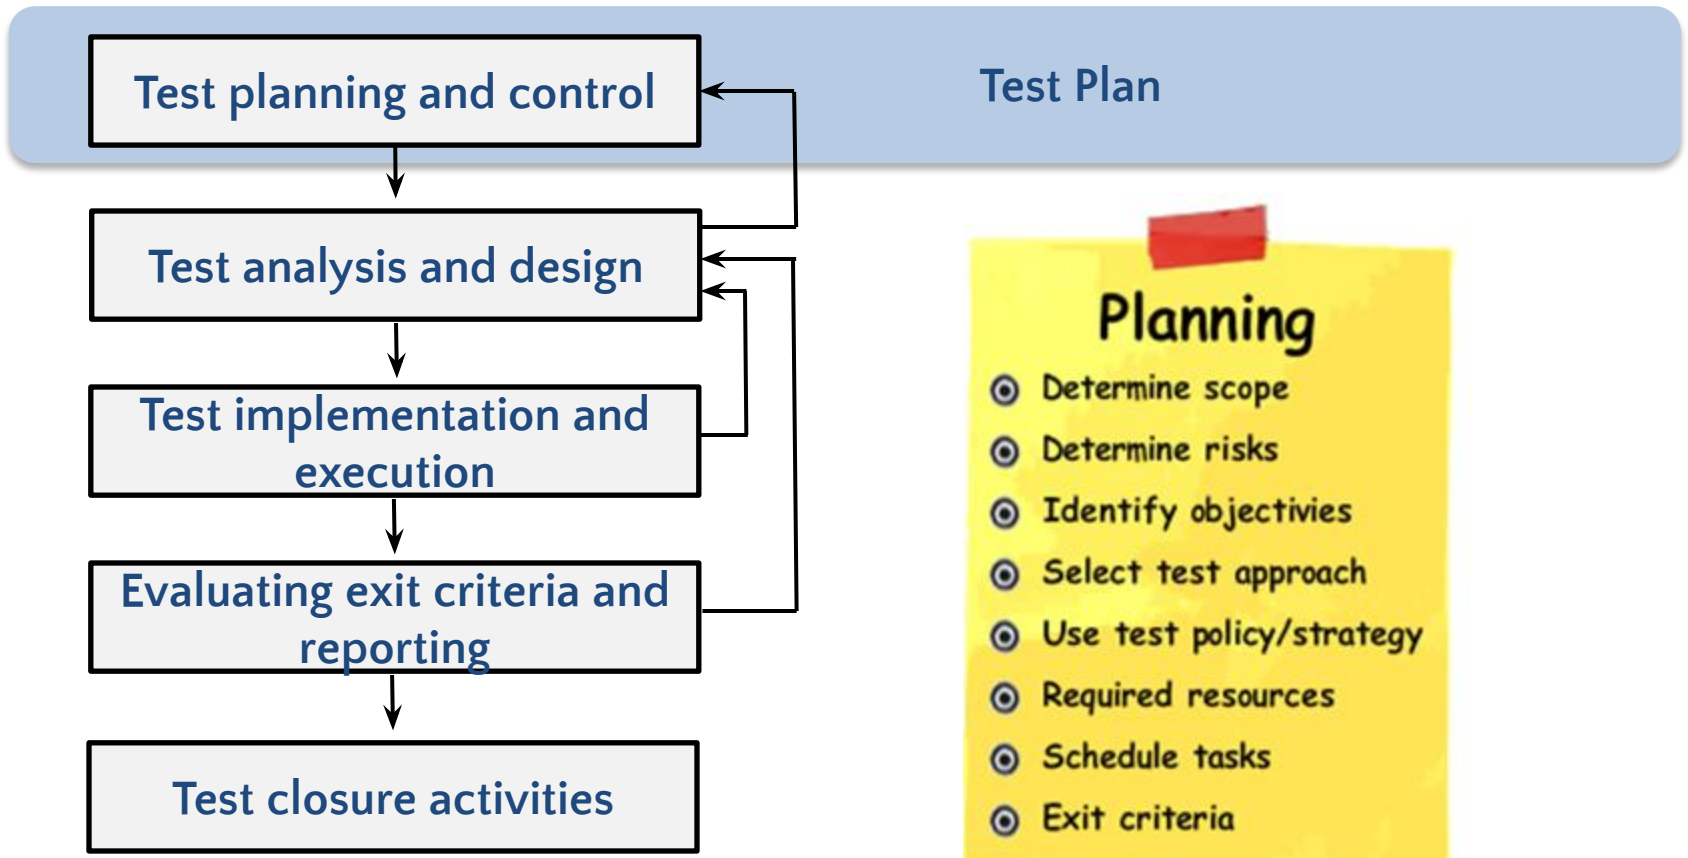 Test planning and control
Test Plan
Test analysis and design
Test implementation and
execution
Evaluating exit criteria and
reporting
Test closure activities
Planning
Determine scope
Determine risks
Identify objectivies
Select test approach
Use test policy/strategy
Required resources
Schedule tasks
Exit criteria